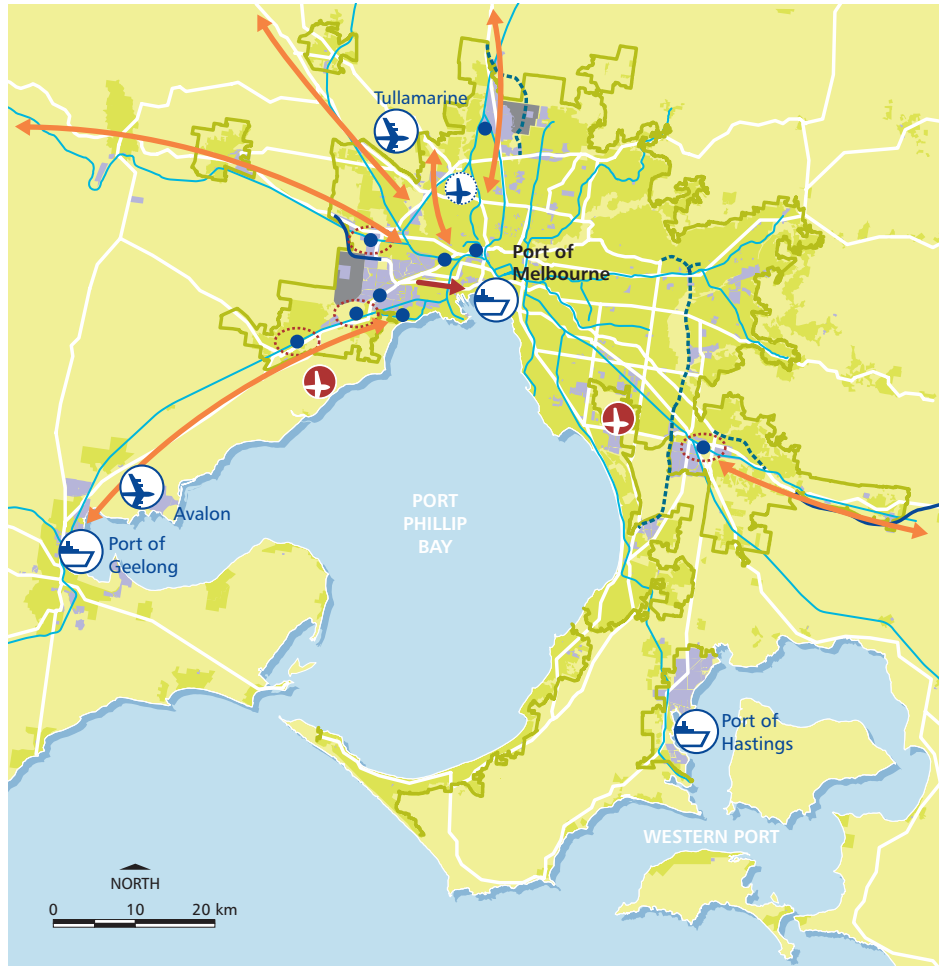 Tullamarine
Port of
Melbourne
Avalon
Port of
Geelong
PORT
PHILLIP
BAY
Port of
Hastings
WESTERN PORT
NORTH
0 10 20 km